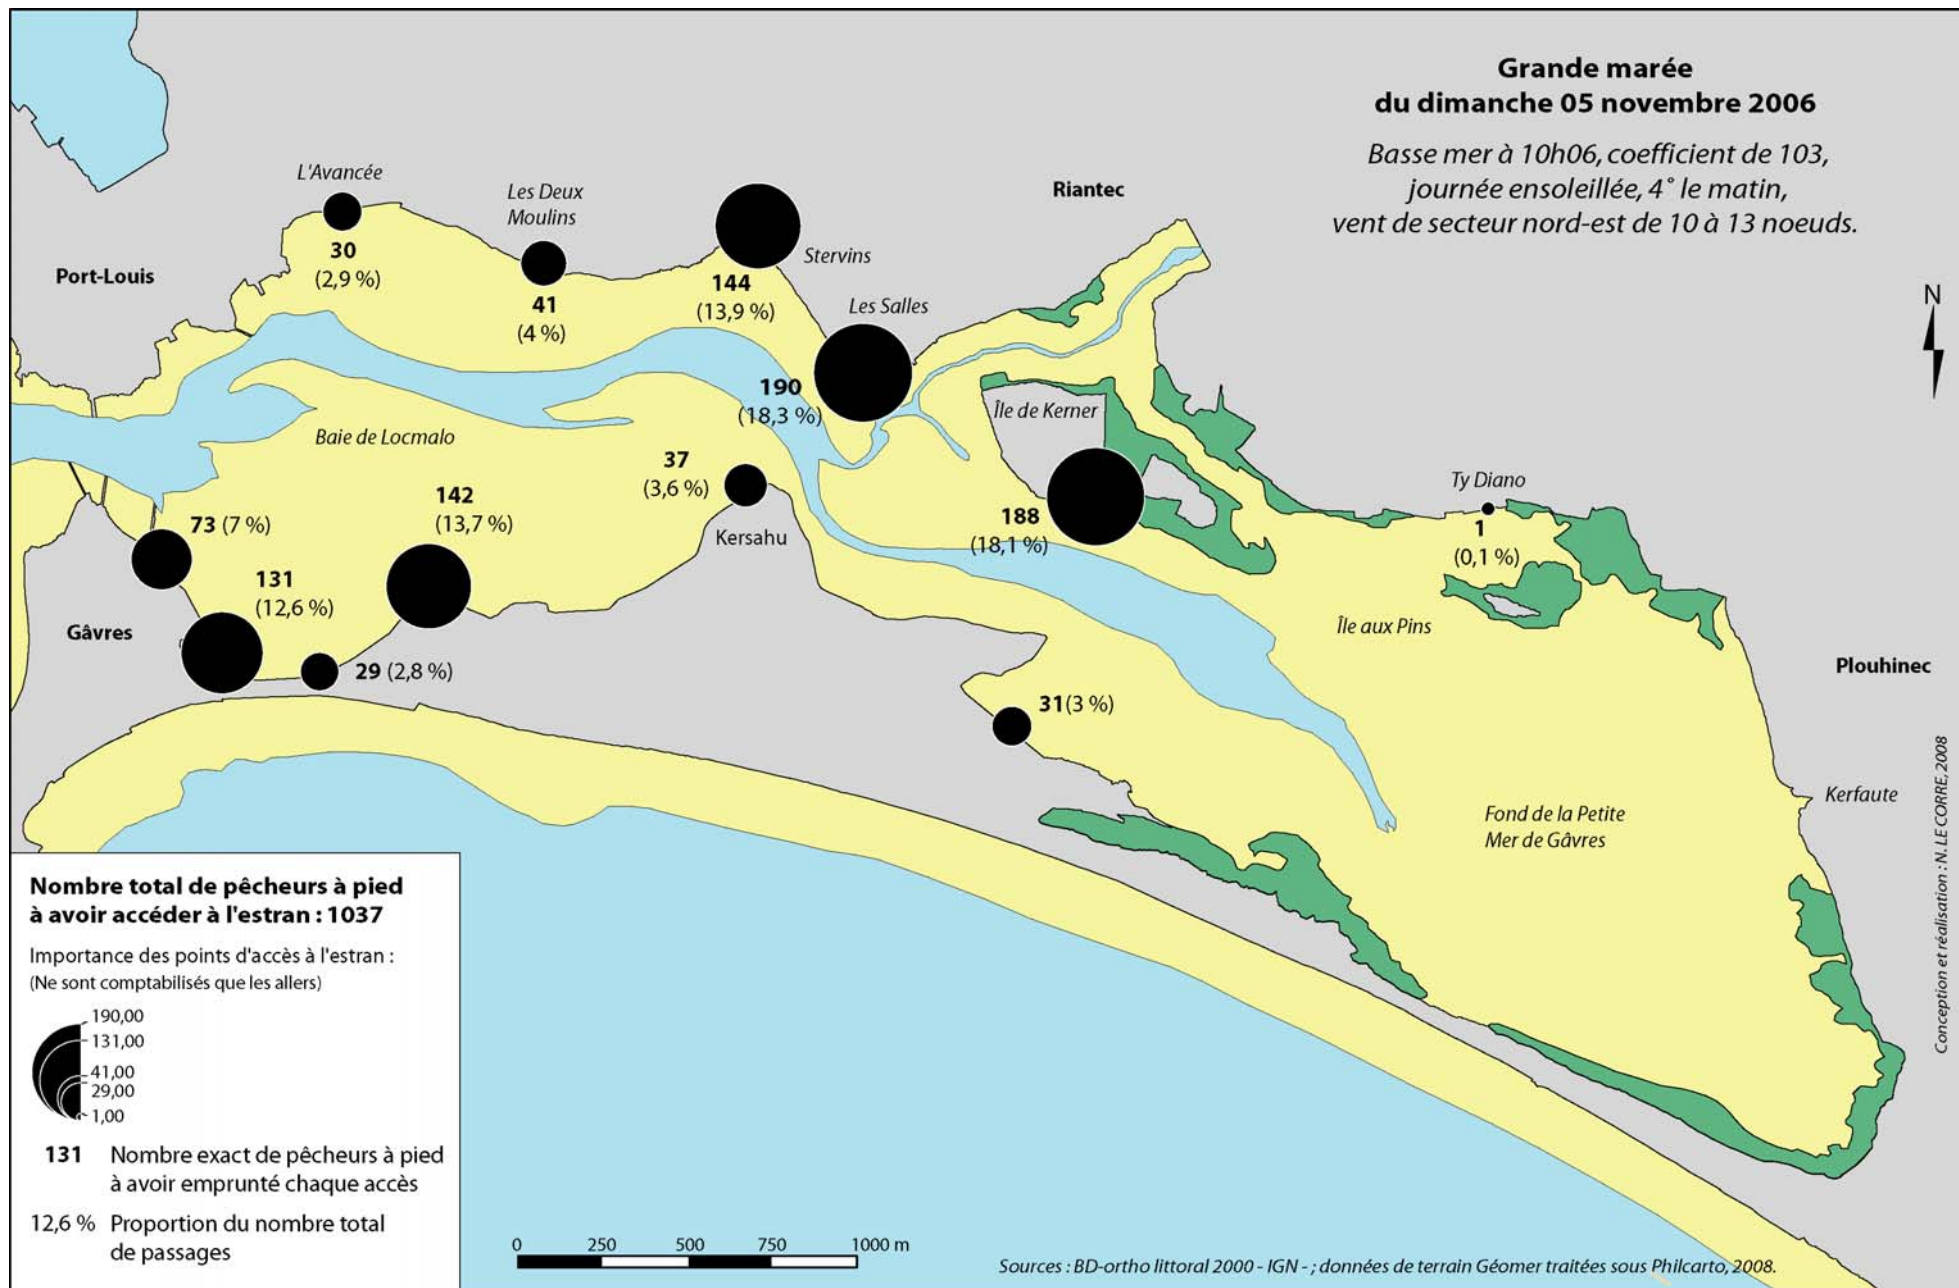 Grande marée
du dimanche 05 novembre 2006
Basse mer à 10h06, coefficient de 103,
journée ensoleillée, 4° le matin,
vent de secteur nord-est de 10 à 13 noeuds.
L'Avancée
30
(2,9 %)
Les Deux
Moulins
41
(4 %)
Stervins
144
(13,9 %)
Riantec
Port-Louis
Les Salles
190
(18,3 %)
N
Île de Kerner
188
(18,1 %)
Baie de Locmalo
37
(3,6 %)
Kersahu
Ty Diano
1
(0,1 %)
142
(13,7 %)
73 (7 %)
131
(12,6 %)
Gâvres
29 (2,8 %)
Île aux Pins
Plouhinec
31(3 %)
Kerfaute
Fond de la Petite
Mer de Gâvres
Nombre total de pêcheurs à pied
à avoir accéder à l'estran : 1037
Importance des points d'accès à l'estran :
(Ne sont comptabilisés que les allers)
190,00
131,00
41,00
29,00
1,00
131 Nombre exact de pêcheurs à pied
à avoir emprunté chaque accès
12,6 % Proportion du nombre total
de passages
0 250 500 750 1000 m
Sources : BD-ortho littoral 2000 - IGN - ; données de terrain Géomer traitées sous Philcarto, 2008.
Conception et réalisation : N. LE CORRE, 2008